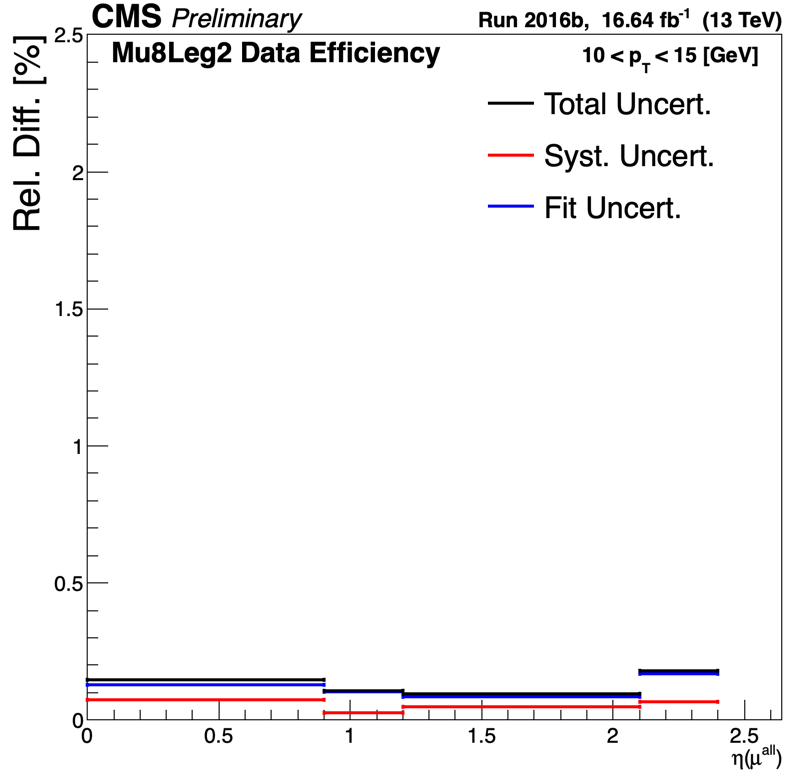 CMS Preliminary Run 2016b, 16.64 fb⁻¹ (13 TeV)
Mu8Leg2 Data Efficiency 10 < p_T < 15 [GeV]
Total Uncert.
Syst. Uncert.
Fit Uncert.
Rel. Diff. [%]
2.5
2
1.5
1
0.5
0
0 0.5 1 1.5 2 2.5
η(μ^all)